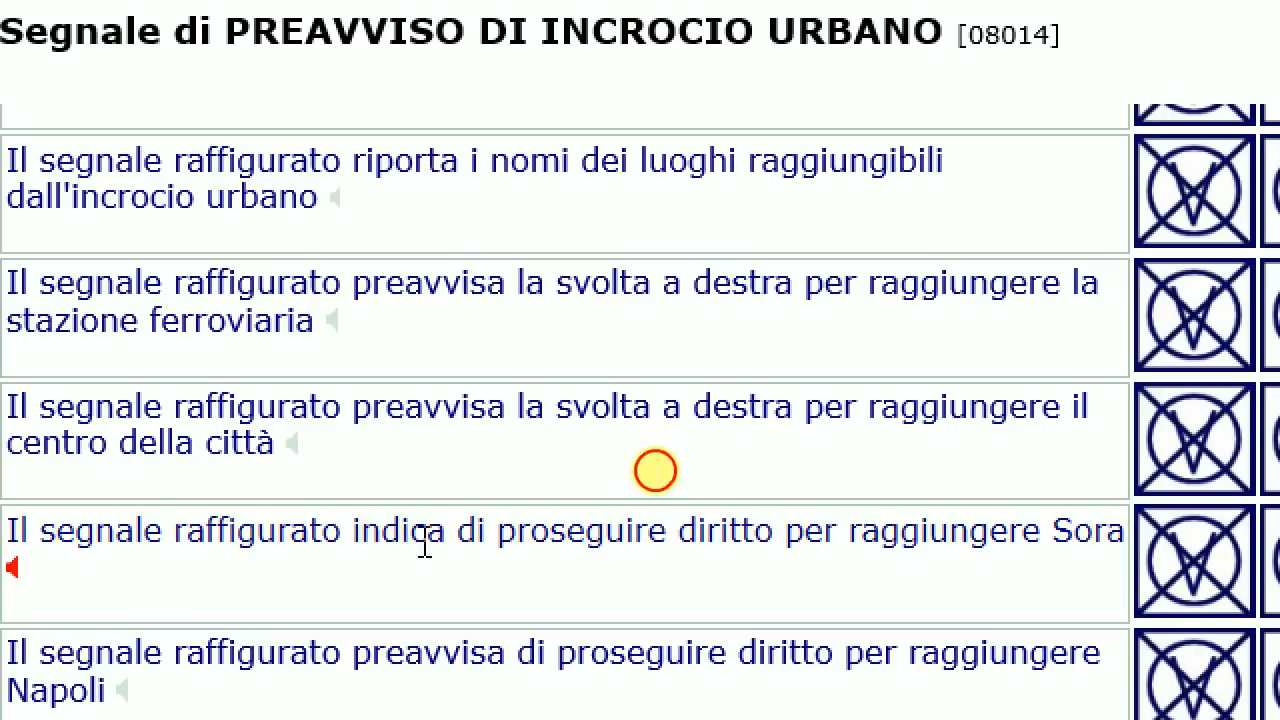 Segnale di PREAVVISO DI INCROCIO URBANO [08014]
Il segnale raffigurato riporta i nomi dei luoghi raggiungibili
dall'incrocio urbano
V
Il segnale raffigurato preavvisa la svolta a destra per raggiungere la
stazione ferroviaria
V
Il segnale raffigurato preavvisa la svolta a destra per raggiungere il
centro della città
V
Il segnale raffigurato indica di proseguire diritto per raggiungere Sora
V
Il segnale raffigurato preavvisa di proseguire diritto per raggiungere
Napoli
V